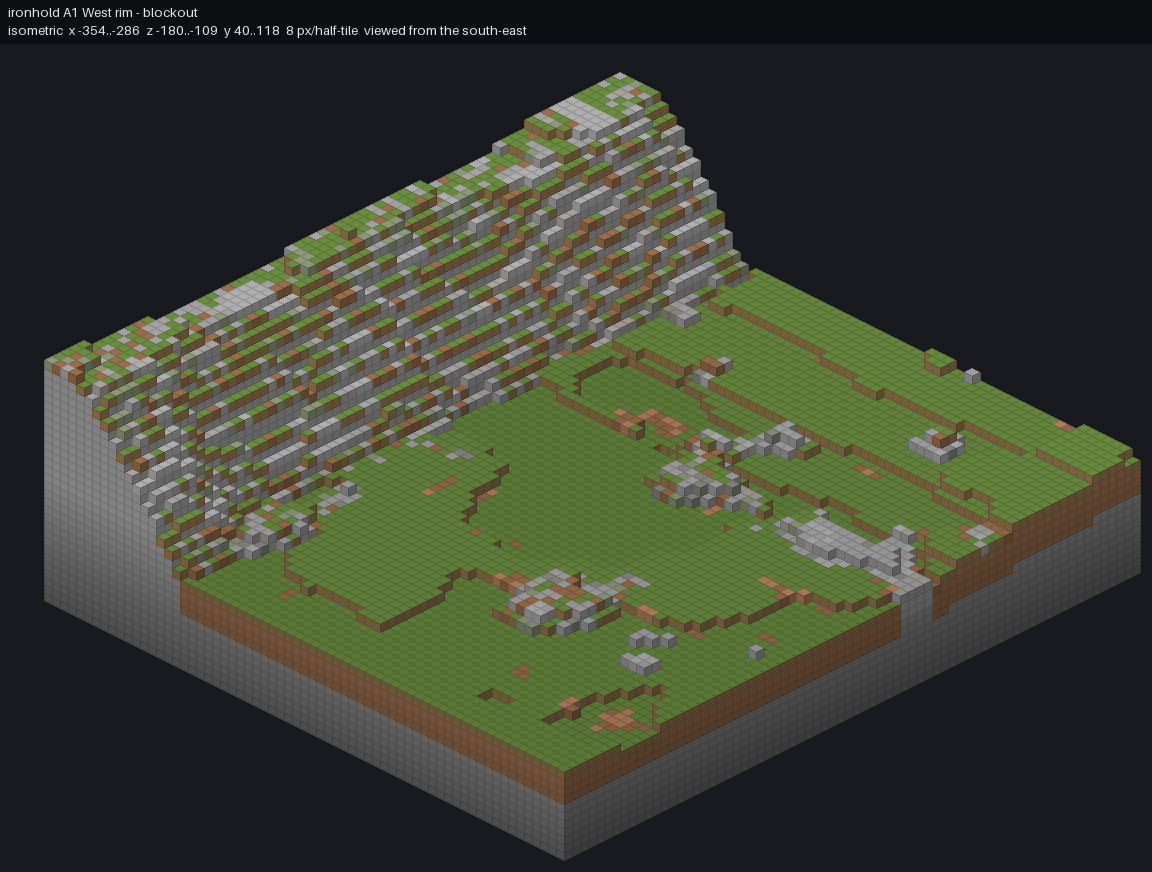 ironhold A1 West rim - blockout
isometric x -354..-286 z -180..-109 y 40..118 8 px/half-tile viewed from the south-east